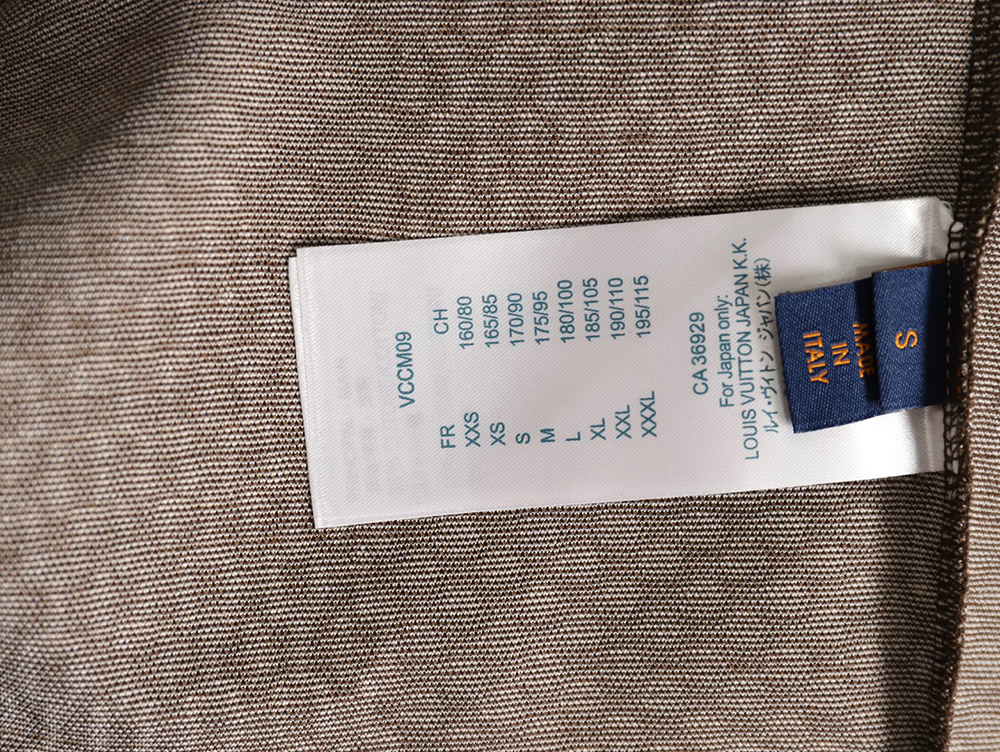 VCCM09
FR CH
XXS 160/80
XS 165/85
S 170/90
M 175/95
L 180/100
XL 185/105
XXL 190/110
XXXL 195/115
CA 36929
For Japan only:
LOUIS VUITTON JAPAN K.K.
ルイ・ヴィトン ジャパン(株)
MADE
IN
ITALY
S